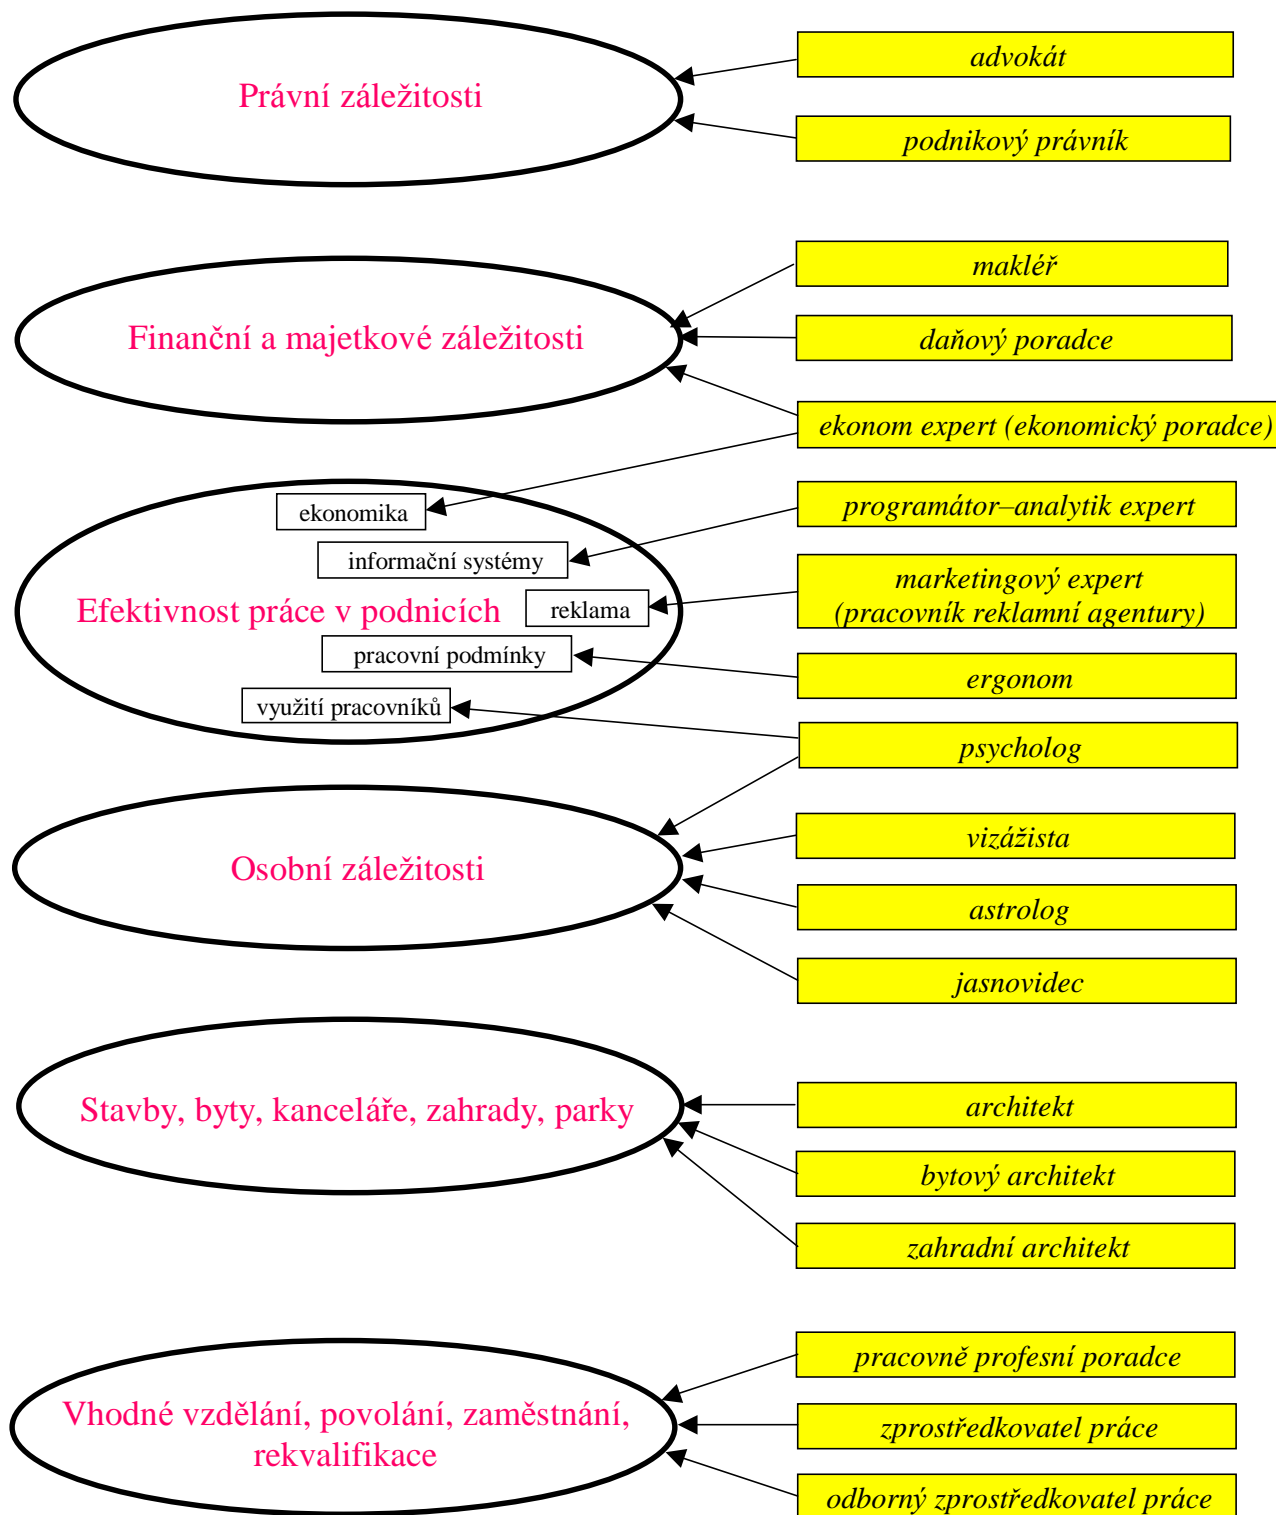 advokát
Právní záležitosti
podnikový právník
makléř
Finanční a majetkové záležitosti
daňový poradce
ekonom expert (ekonomický poradce)
ekonomika
programátor–analytik expert
informační systémy
marketingový expert
(pracovník reklamní agentury)
Efektivnost práce v podnicích
reklama
pracovní podmínky
ergonom
využití pracovníků
psycholog
vizážista
Osobní záležitosti
astrolog
jasnovidec
Stavby, byty, kanceláře, zahrady, parky
architekt
bytový architekt
zahradní architekt
pracovně profesní poradce
Vhodné vzdělání, povolání, zaměstnání,
rekvalifikace
zprostředkovatel práce
odborný zprostředkovatel práce